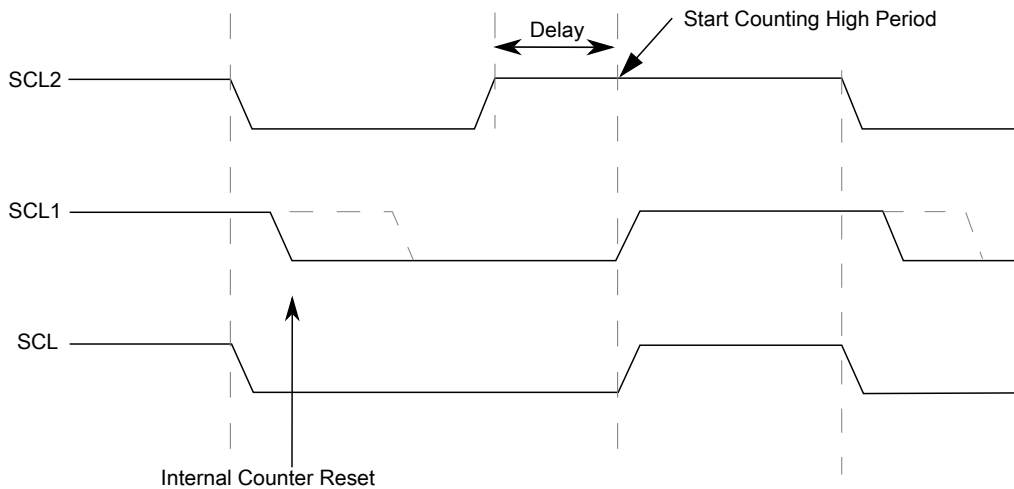 Start Counting High Period
Delay
SCL2
SCL1
SCL
Internal Counter Reset